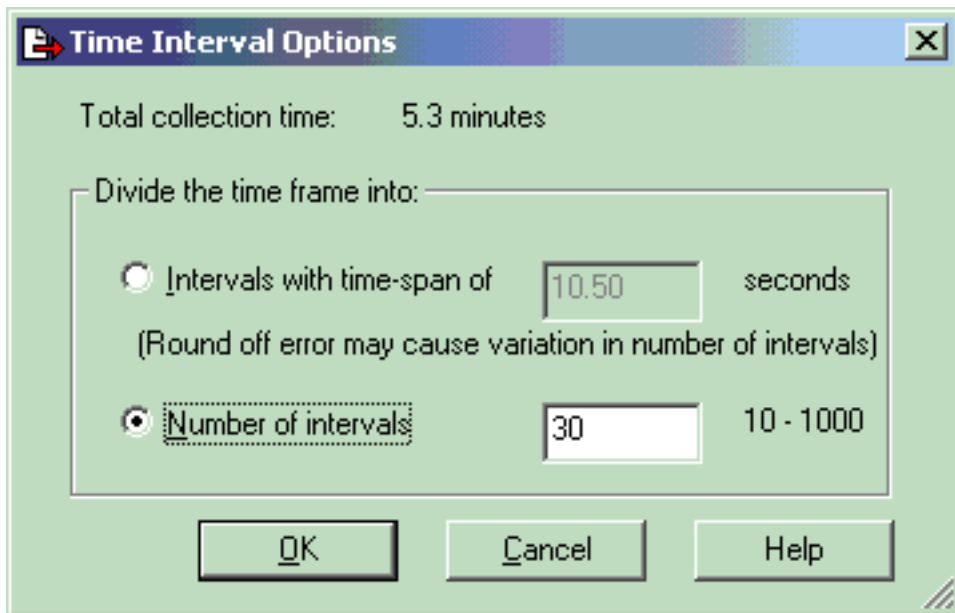 Time Interval Options
Total collection time: 5.3 minutes
Divide the time frame into:
Intervals with time-span of 10.50 seconds
(Round off error may cause variation in number of intervals)
Number of intervals 30 10 - 1000
OK Cancel Help